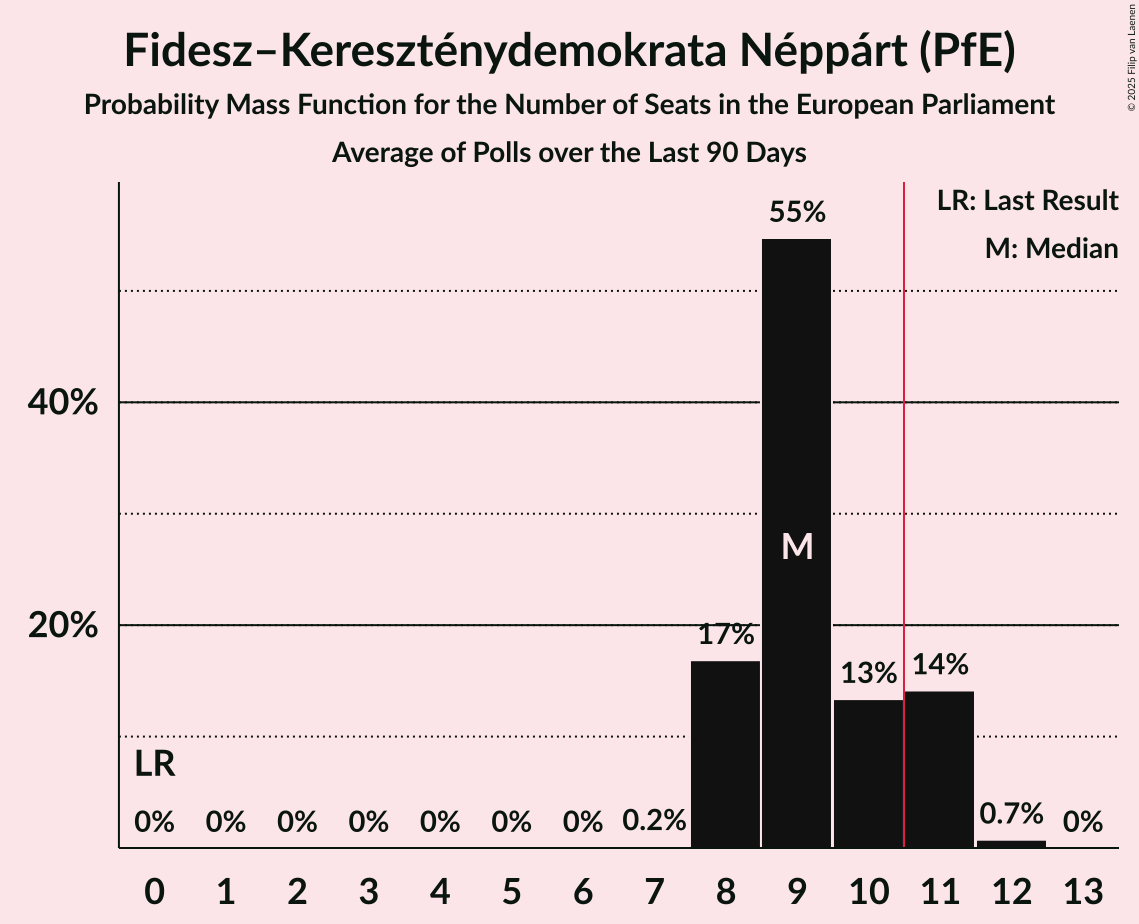 Fidesz–Kereszténydemokrata Néppárt (PfE)
Probability Mass Function for the Number of Seats in the European Parliament
Average of Polls over the Last 90 Days
© 2025 Filip van Laenen
LR: Last Result
M: Median
55%
40%
M
20%
17%
14%
13%
LR
0% 0% 0% 0% 0% 0% 0% 0.2% 0.7% 0%
0 1 2 3 4 5 6 7 8 9 10 11 12 13